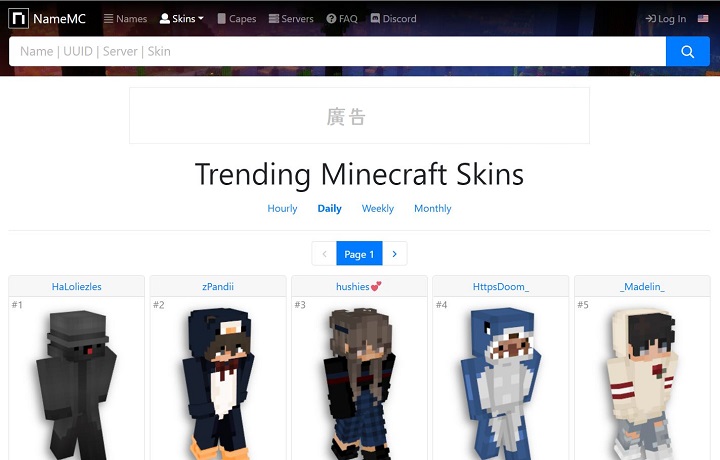 NameMC Names Skins Capes Servers FAQ Discord Log In
Name | UUID | Server | Skin
廣告
Trending Minecraft Skins
Hourly Daily Weekly Monthly
‹ Page 1 ›
HaLoliezles zPandii hushies💕 HttpsDoom_ _Madelin_
#1 #2 #3 #4 #5